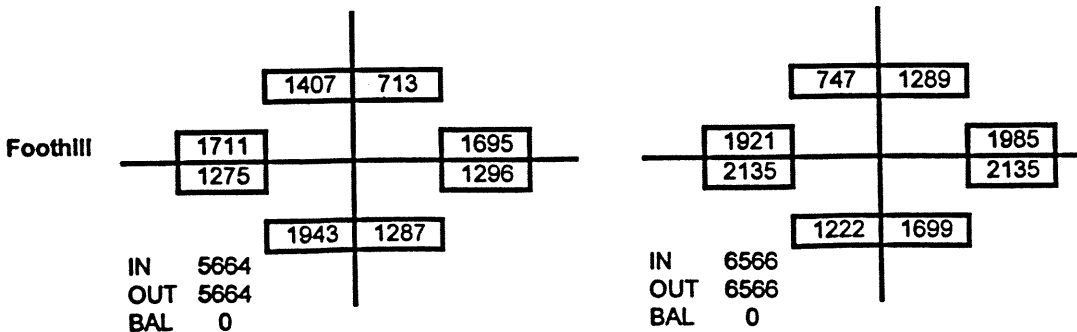 1407 713
747 1289
Foothill
1711
1275
1695
1296
1921
2135
1985
2135
1943 1287
1222 1699
IN 5664
OUT 5664
BAL 0
IN 6566
OUT 6566
BAL 0